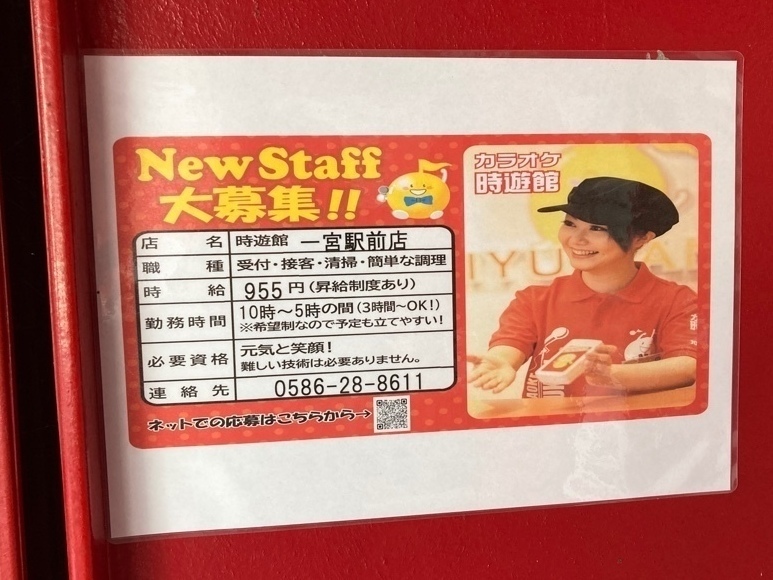 New Staff
大募集!!
店名 時遊館 一宮駅前店
職種 受付・接客・清掃・簡単な調理
時給 955円(昇給制度あり)
勤務時間 10時～5時の間(3時間～OK!)
※希望制なので予定も立てやすい!
必要資格 元気と笑顔!
難しい技術は必要ありません。
連絡先 0586-28-8611
ネットでの応募はこちらから→
カラオケ
時遊館